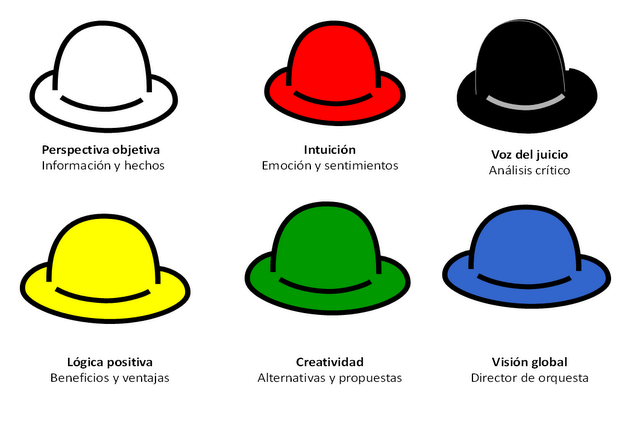 Perspectiva objetiva
Información y hechos
Intuición
Emoción y sentimientos
Voz del juicio
Análisis crítico
Lógica positiva
Beneficios y ventajas
Creatividad
Alternativas y propuestas
Visión global
Director de orquesta